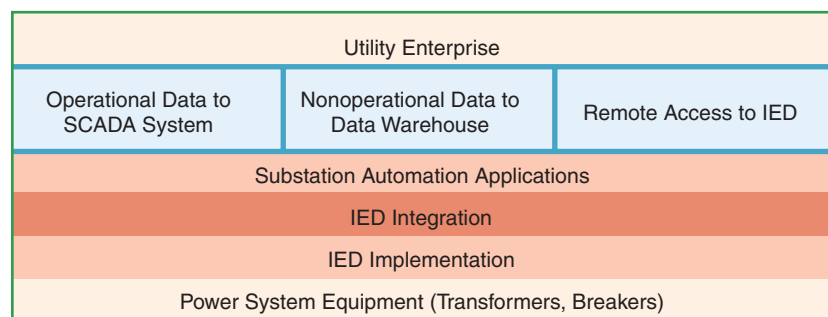 Utility Enterprise
Operational Data to
SCADA System
Nonoperational Data to
Data Warehouse
Remote Access to IED
Substation Automation Applications
IED Integration
IED Implementation
Power System Equipment (Transformers, Breakers)